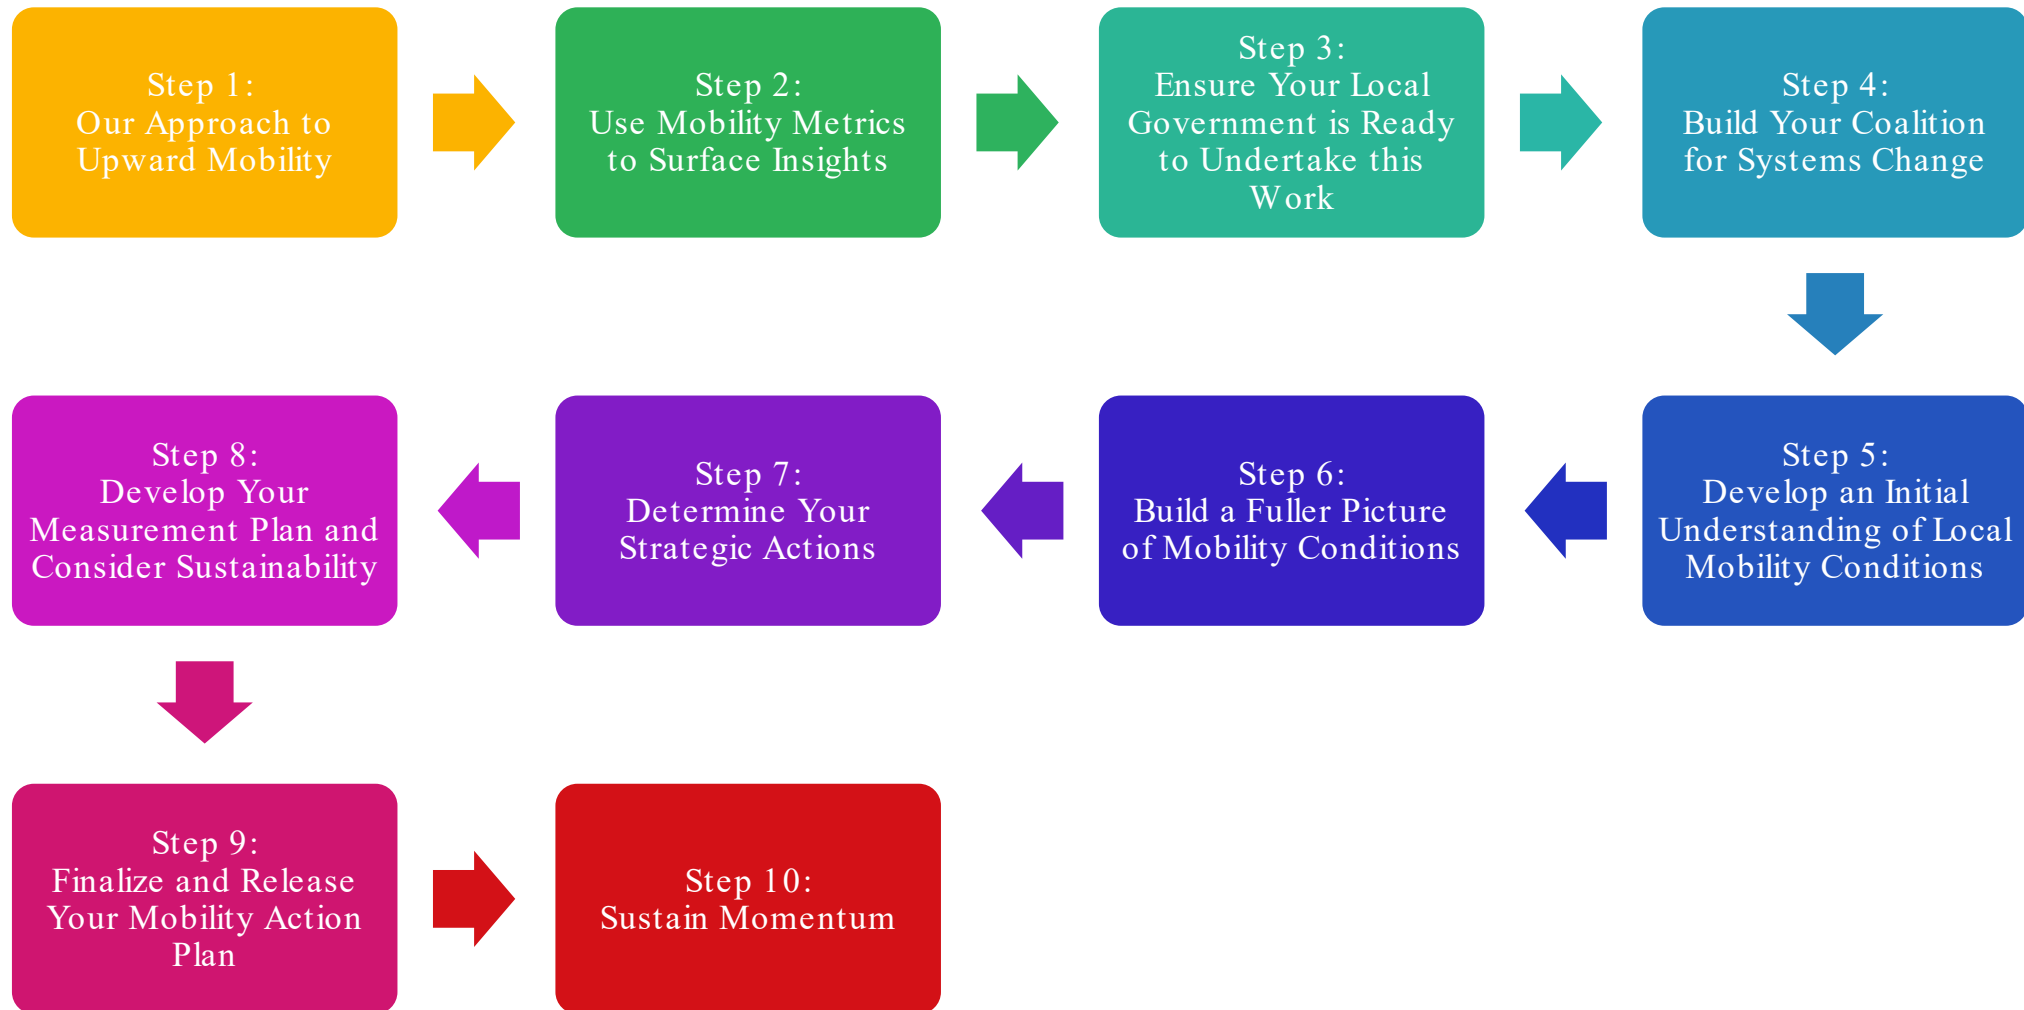 Step 1:
Our Approach to
Upward Mobility
Step 2:
Use Mobility Metrics
to Surface Insights
Step 3:
Ensure Your Local
Government is Ready
to Undertake this
Work
Step 4:
Build Your Coalition
for Systems Change
Step 5:
Develop an Initial
Understanding of Local
Mobility Conditions
Step 6:
Build a Fuller Picture
of Mobility Conditions
Step 7:
Determine Your
Strategic Actions
Step 8:
Develop Your
Measurement Plan and
Consider Sustainability
Step 9:
Finalize and Release
Your Mobility Action
Plan
Step 10:
Sustain Momentum